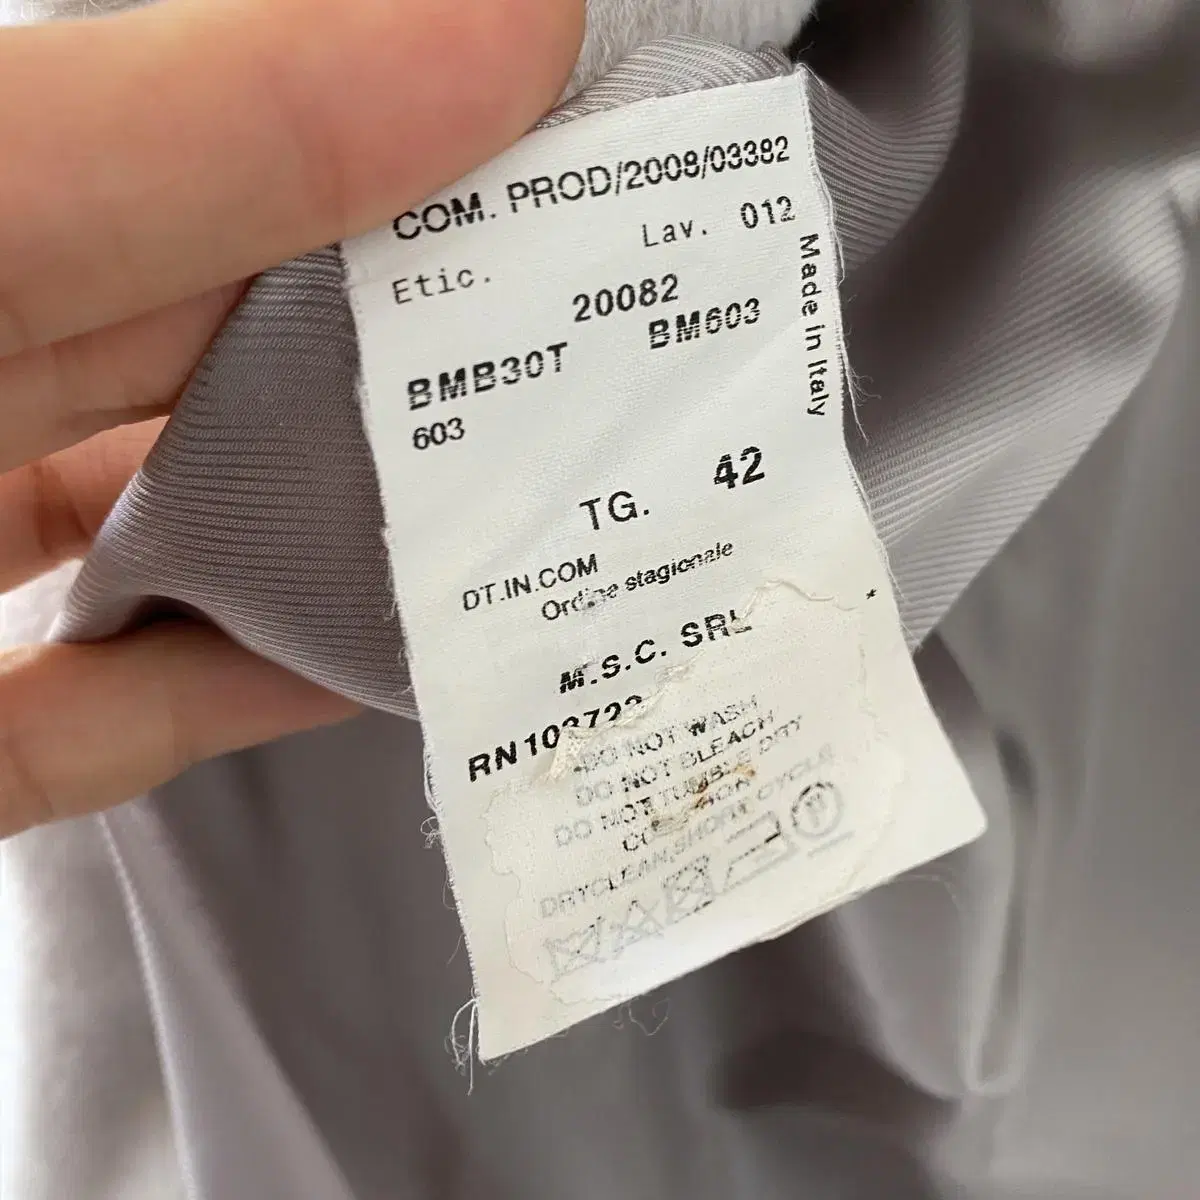 COM. PROD/2008/03382
Lav. 012
Etic.
20082
BMB30T BM603
603
Made in Italy
TG. 42
DT.IN.COM
Ordine stagionale
*
M.S.C. SRL
DO NOT WASH
DO NOT BLEACH
DO NOT TUMBLE DRY
DRYCLEAN,SHORT CYCLE